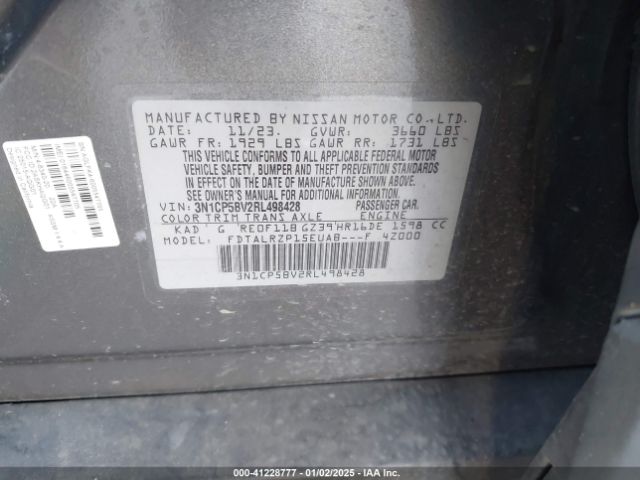 MANUFACTURED BY NISSAN MOTOR CO.,LTD.
DATE: 11/23. GVWR: 3660 LBS
GAWR FR: 1929 LBS GAWR RR: 1731 LBS
THIS VEHICLE CONFORMS TO ALL APPLICABLE FEDERAL MOTOR
VEHICLE SAFETY, BUMPER AND THEFT PREVENTION STANDARDS
IN EFFECT ON THE DATE OF MANUFACTURE SHOWN ABOVE.
SEE OWNER'S MANUAL FOR ADDITIONAL INFORMATION
VIN: 3N1CP5BV2RL498428 PASSENGER CAR.
COLOR TRIM TRANS AXLE ENGINE
KAD G RE0F11B GZ39 HR16DE 1598 CC
MODEL: FDTALRZP15EUAB---F 42000
3N1CP5BV2RL498428
000-41228777 - 01/02/2025 - IAA, Inc.